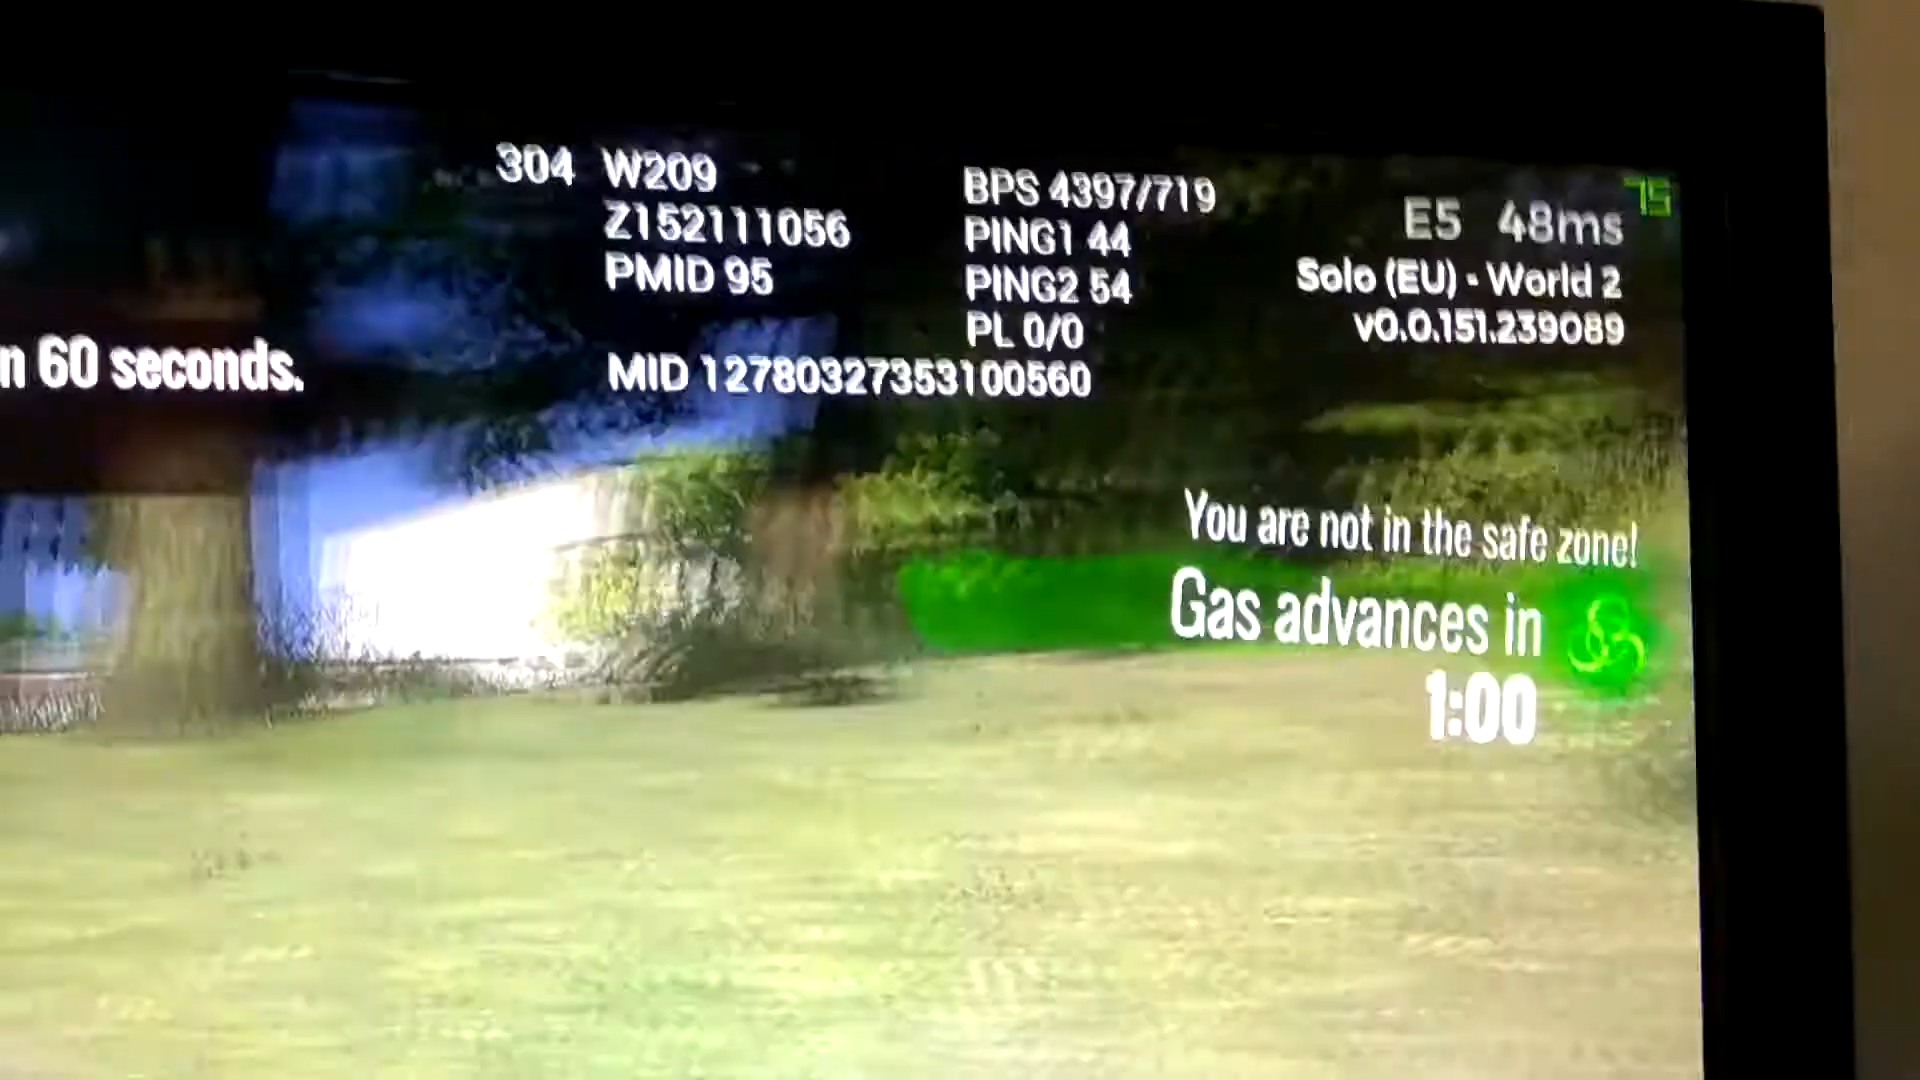 304 W209
Z152111056
PMID 95
MID 12780327353100560
BPS 4397/719
PING1 44
PING2 54
PL 0/0
E5 48ms
75
Solo (EU) - World 2
v0.0.151.239089
n 60 seconds.
You are not in the safe zone!
Gas advances in
1:00